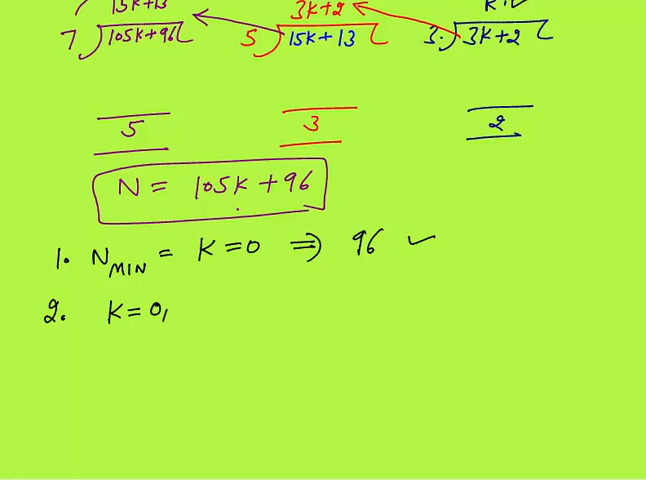 15K+13 3K+2
7 105K+96 5 15K+13 3 3K+2
5 3 2
N = 105K+96
1. N MIN = K=0 ⇒ 96 ✓
2. K=0,